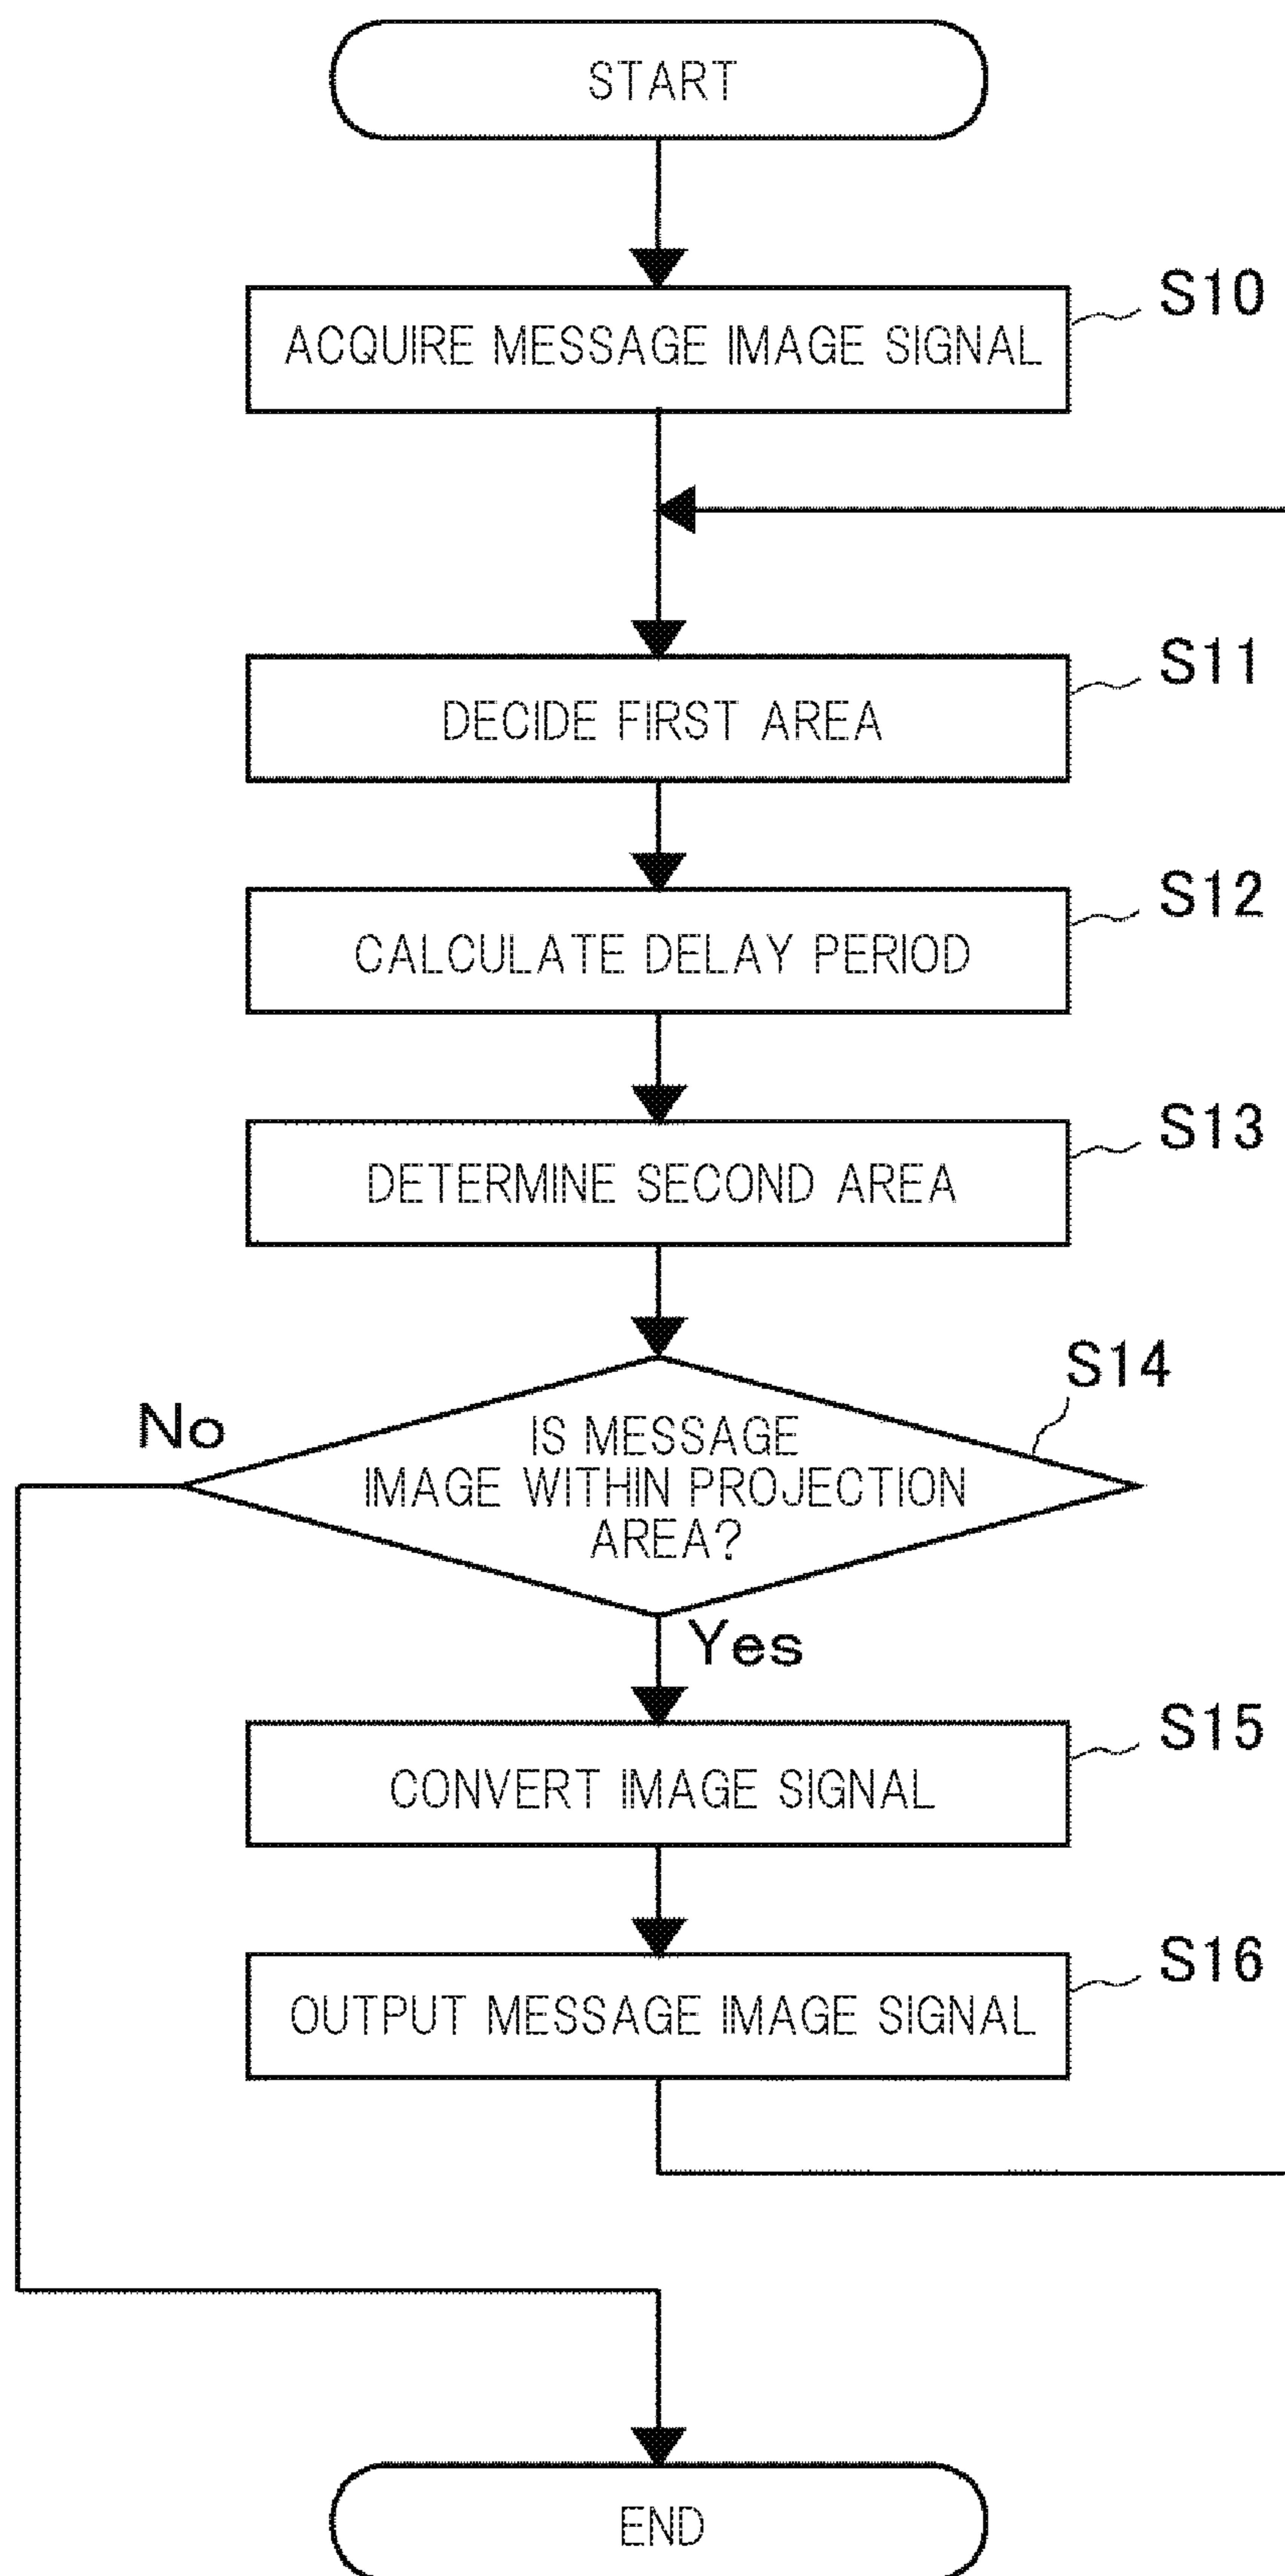 START
S10
ACQUIRE MESSAGE IMAGE SIGNAL
S11
DECIDE FIRST AREA
S12
CALCULATE DELAY PERIOD
S13
DETERMINE SECOND AREA
S14
No
IS MESSAGE
IMAGE WITHIN PROJECTION
AREA?
Yes
S15
CONVERT IMAGE SIGNAL
S16
OUTPUT MESSAGE IMAGE SIGNAL
END